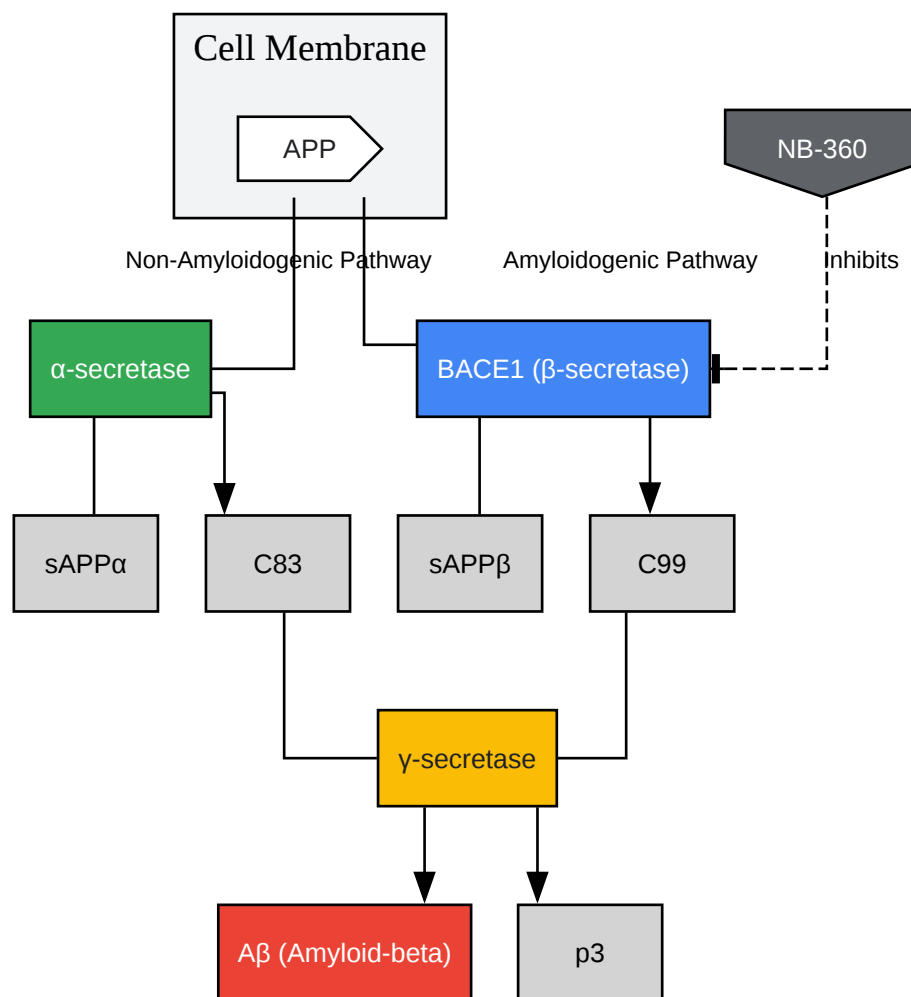 Cell Membrane
APP
NB-360
Non-Amyloidogenic Pathway
Amyloidogenic Pathway
Inhibits
α-secretase
BACE1 (β-secretase)
sAPPα
C83
sAPPβ
C99
γ-secretase
Aβ (Amyloid-beta)
p3